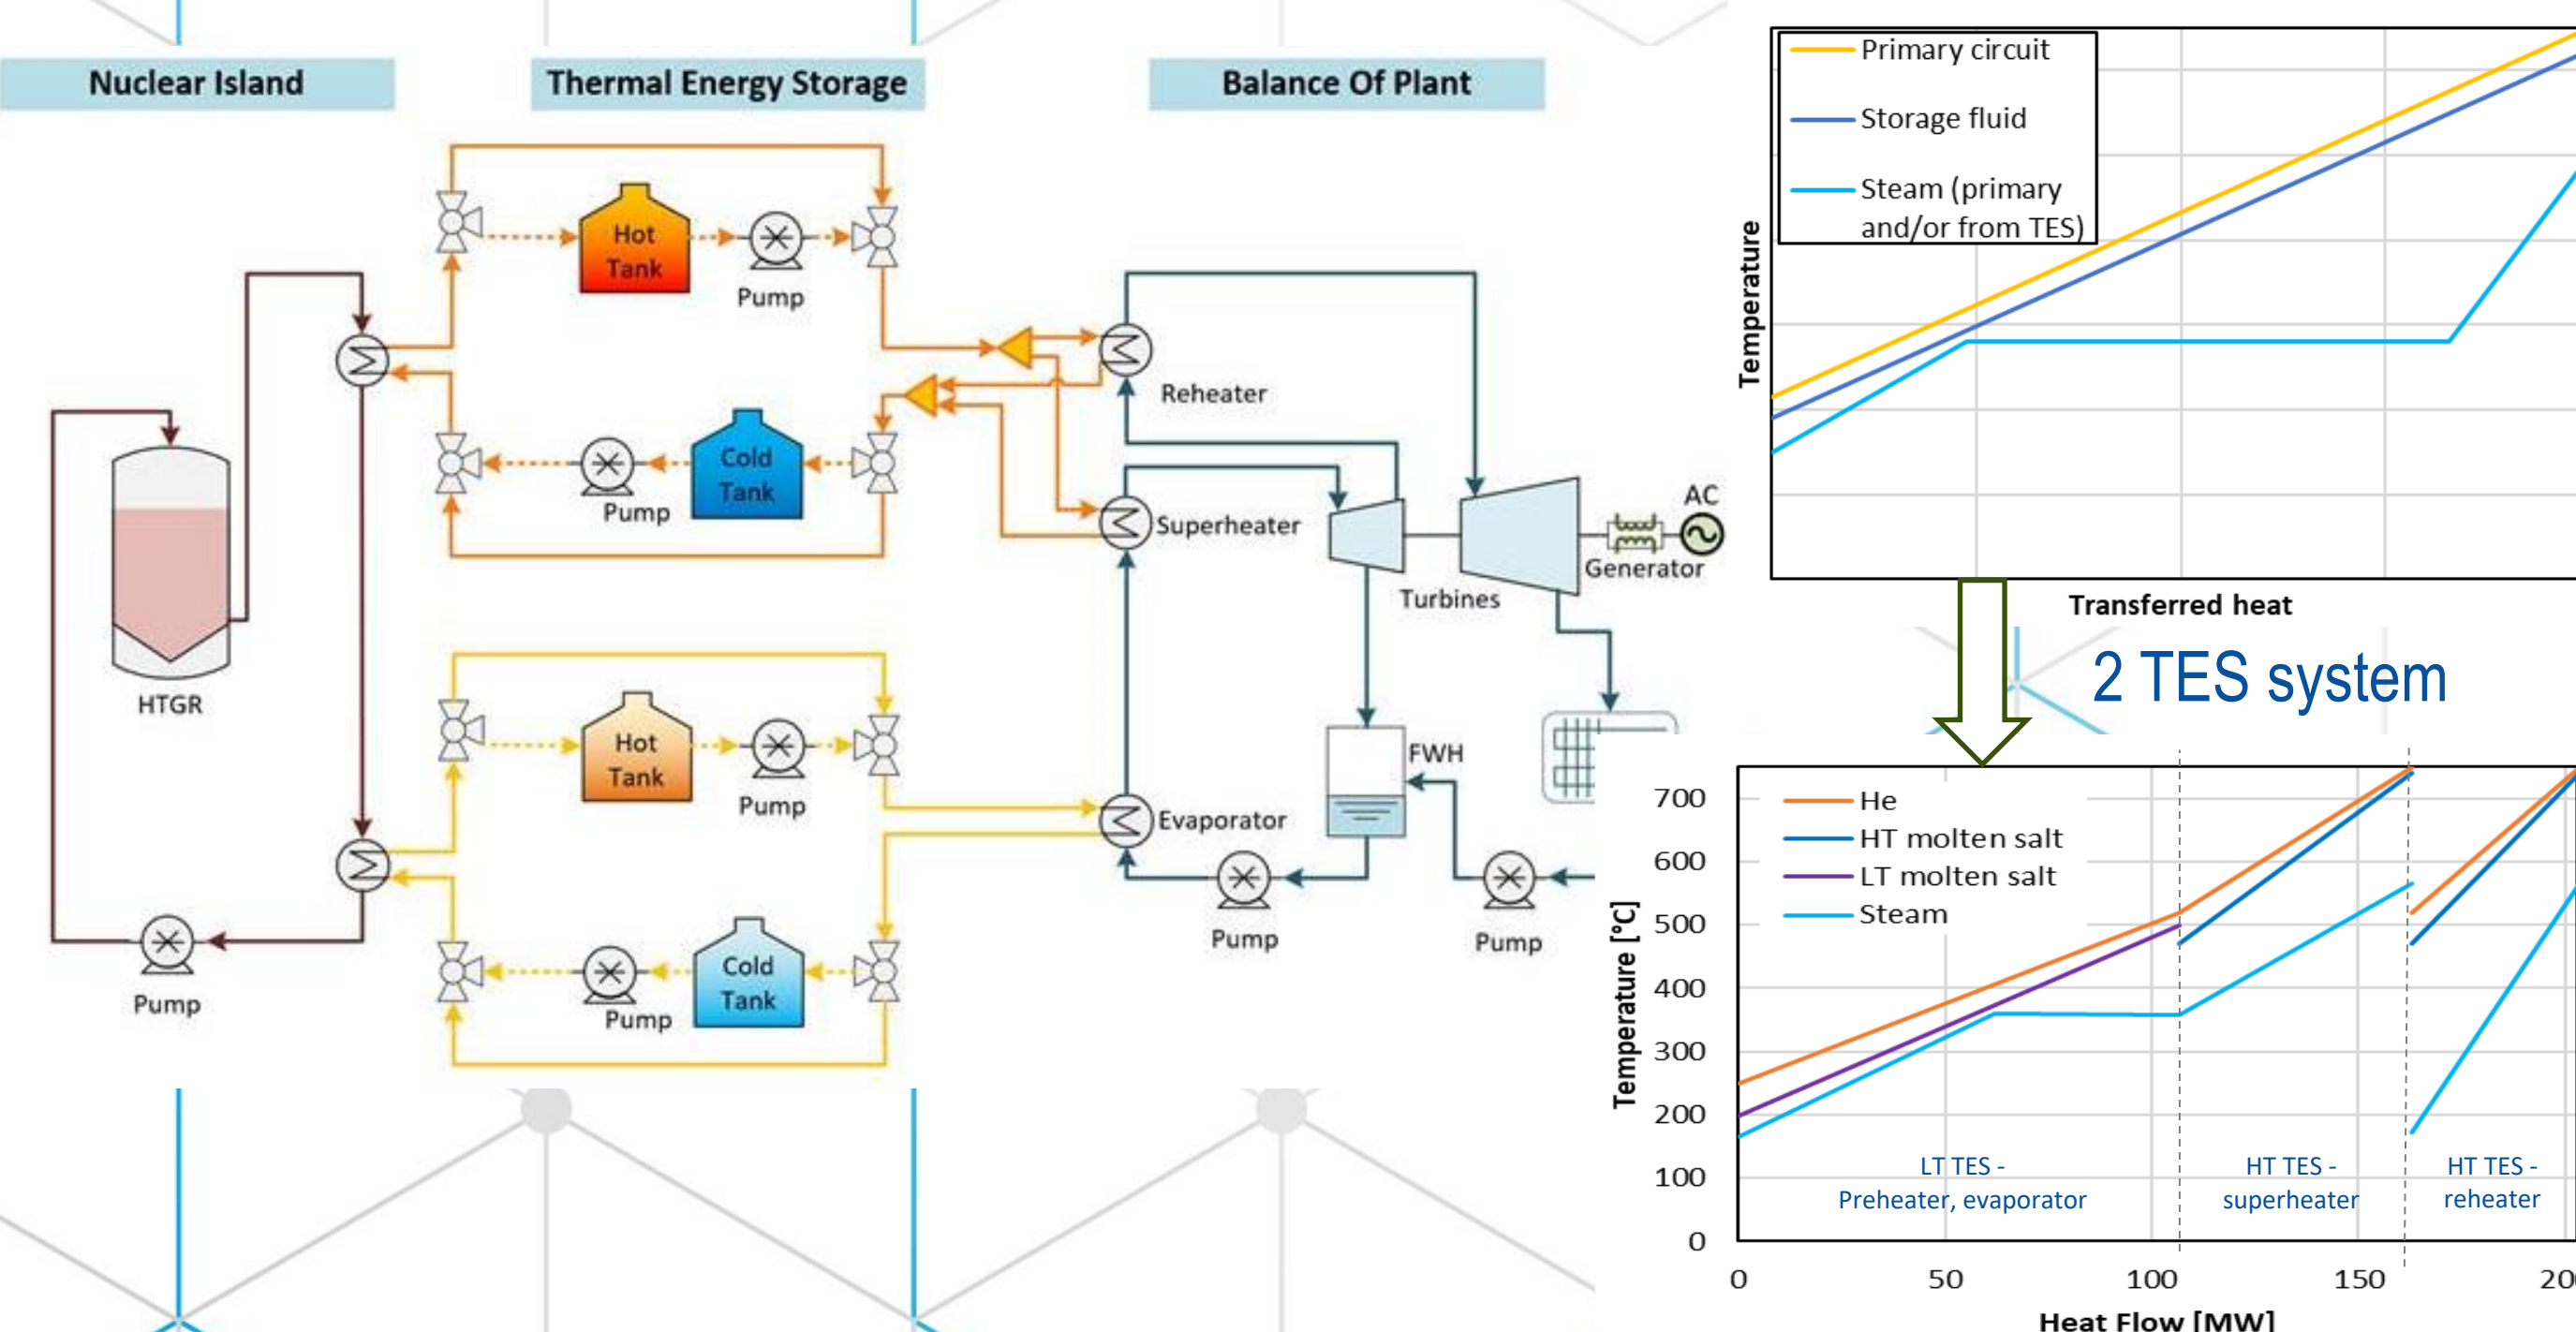 Nuclear Island
Thermal Energy Storage
Balance Of Plant
Hot
Tank
Pump
Cold
Tank
Pump
HTGR
Pump
Hot
Tank
Pump
Cold
Tank
Pump
Reheater
Superheater
Evaporator
Turbines
Generator
AC
FWH
Pump
Pump
Primary circuit
Storage fluid
Steam (primary
and/or from TES)
Temperature
Transferred heat
2 TES system
He
HT molten salt
LT molten salt
Steam
Temperature [°C]
700
600
500
400
300
200
100
0
LT TES -
Preheater, evaporator
HT TES -
superheater
HT TES -
reheater
0
50
100
150
Heat Flow [MW]